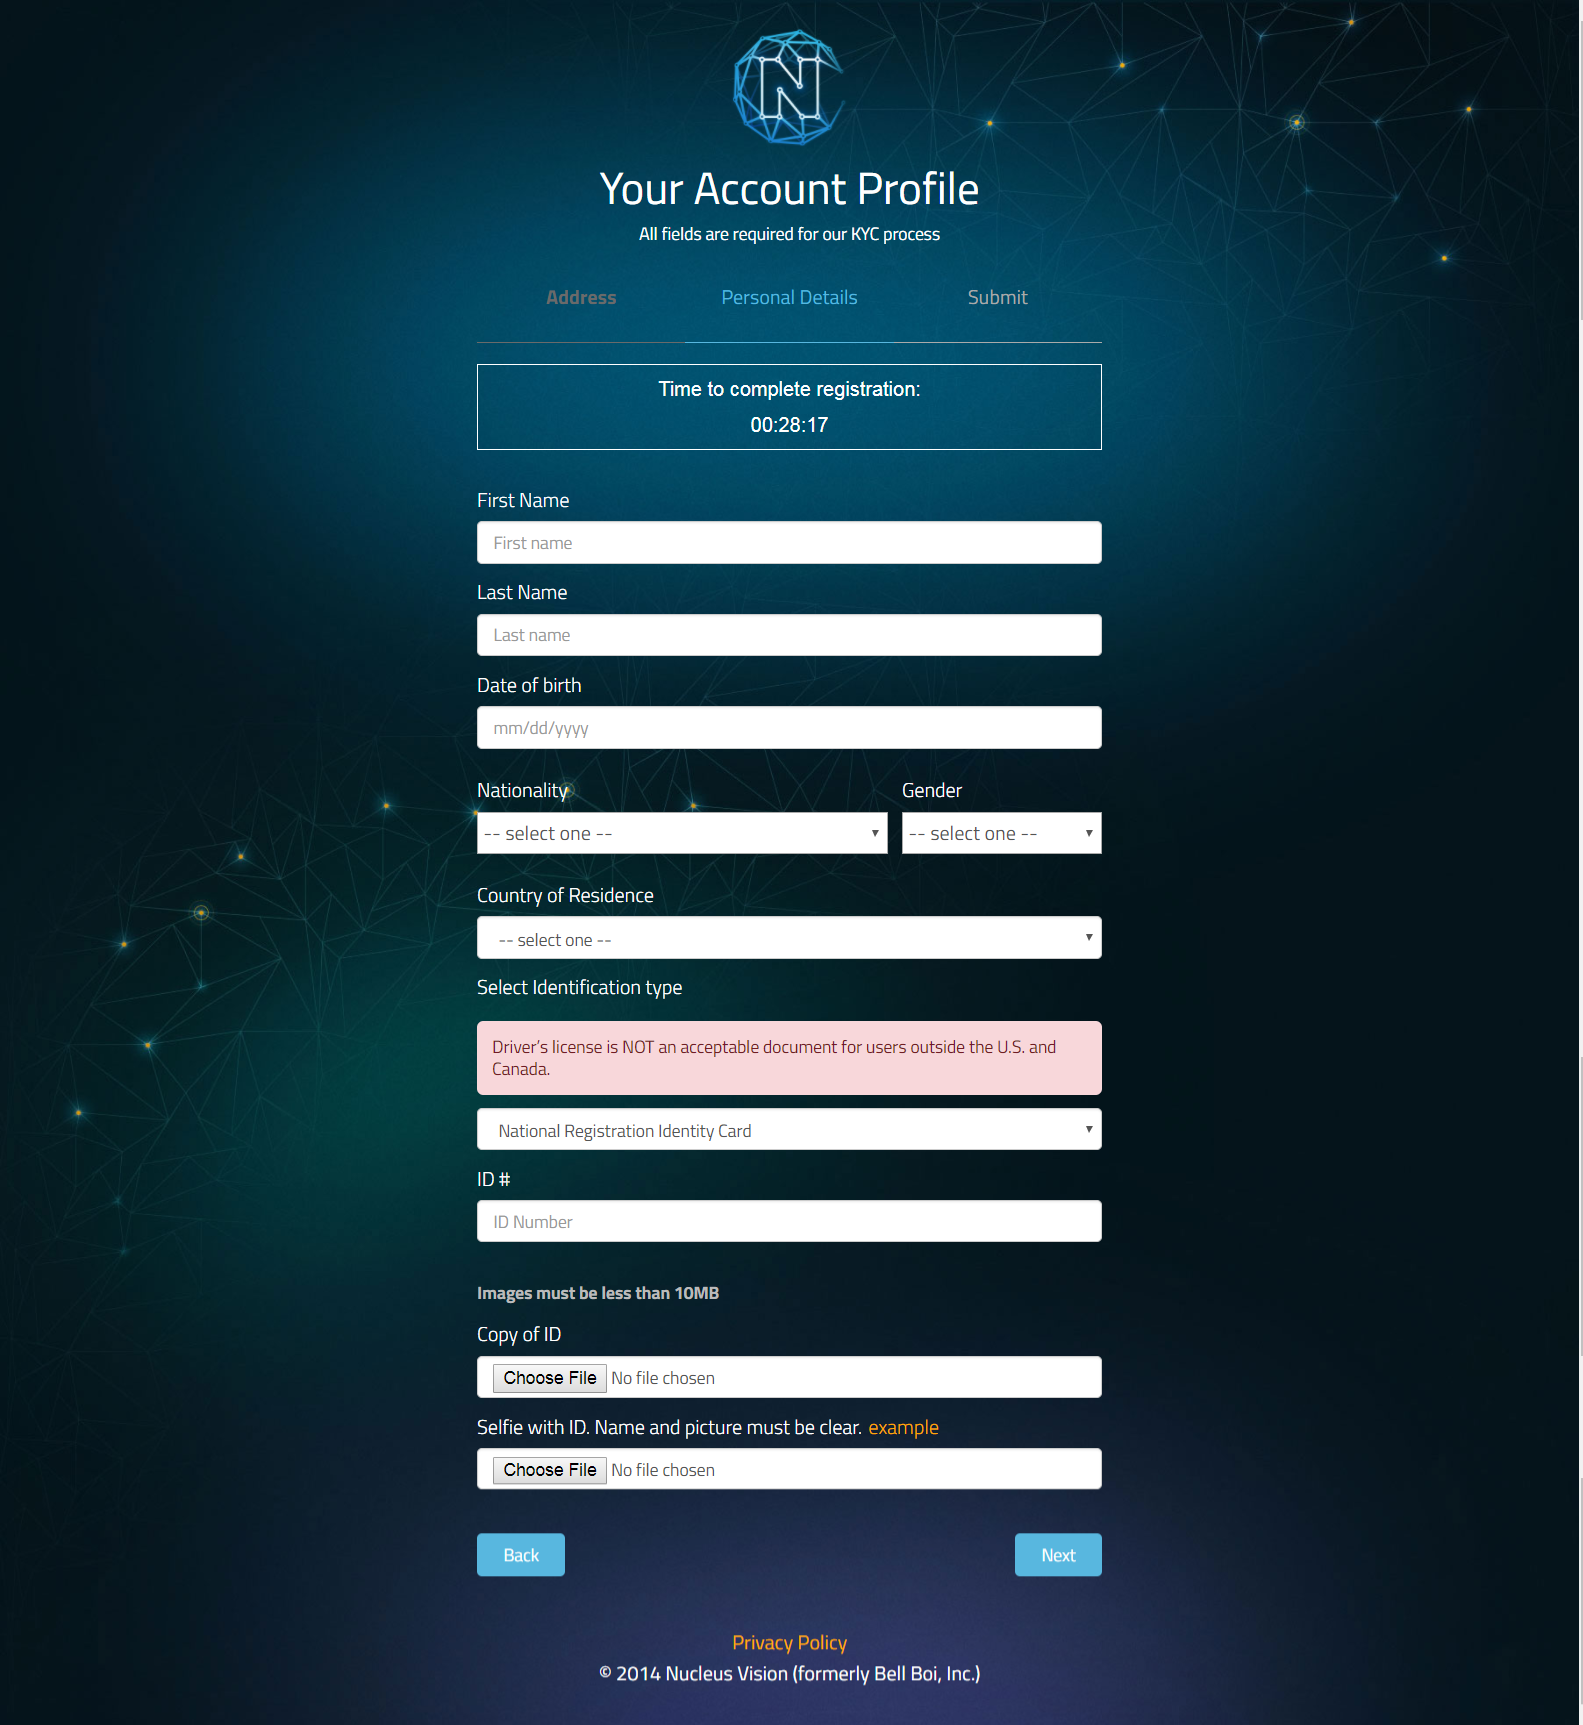 N
Your Account Profile
All fields are required for our KYC process
Address Personal Details Submit
Time to complete registration:
00:28:17
First Name
First name
Last Name
Last name
Date of birth
mm/dd/yyyy
Nationality Gender
-- select one -- -- select one --
Country of Residence
-- select one --
Select Identification type
Driver's license is NOT an acceptable document for users outside the U.S. and
Canada.
National Registration Identity Card
ID #
ID Number
Images must be less than 10MB
Copy of ID
Choose File No file chosen
Selfie with ID. Name and picture must be clear. example
Choose File No file chosen
Back Next
Privacy Policy
© 2014 Nucleus Vision (formerly Bell Boi, Inc.)